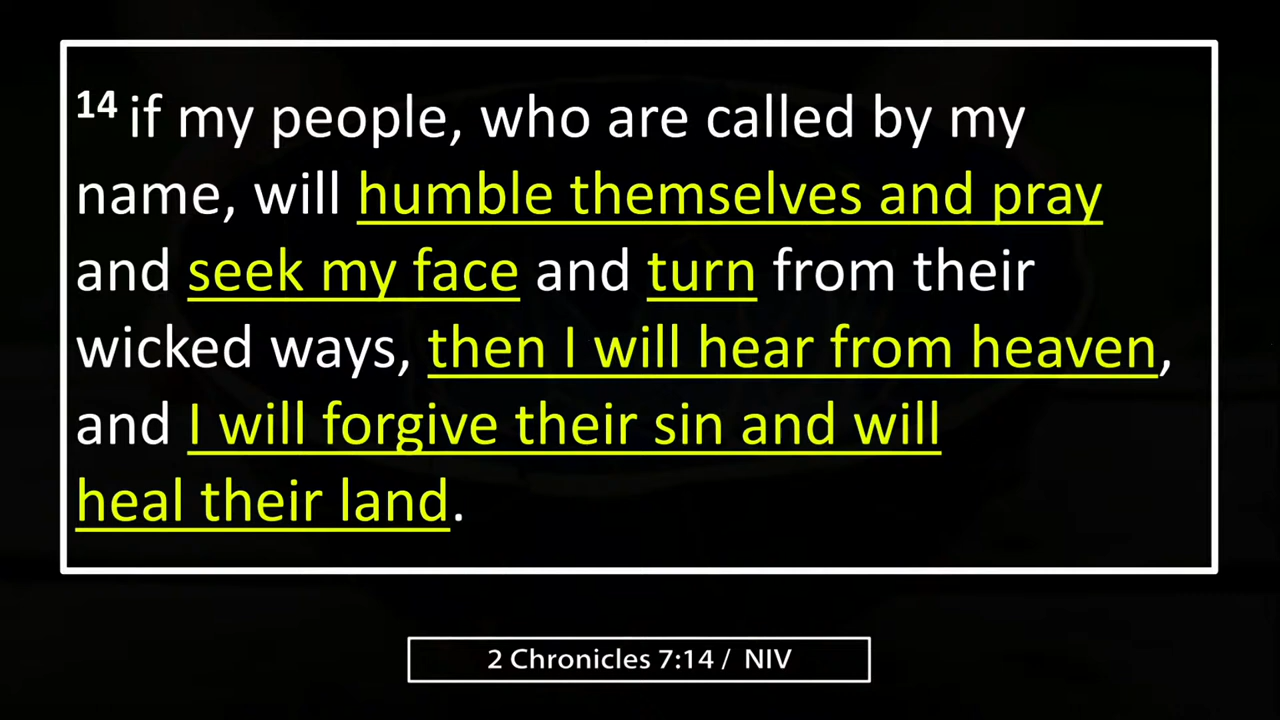 14 if my people, who are called by my
name, will humble themselves and pray
and seek my face and turn from their
wicked ways, then I will hear from heaven,
and I will forgive their sin and will
heal their land.
2 Chronicles 7:14 / NIV